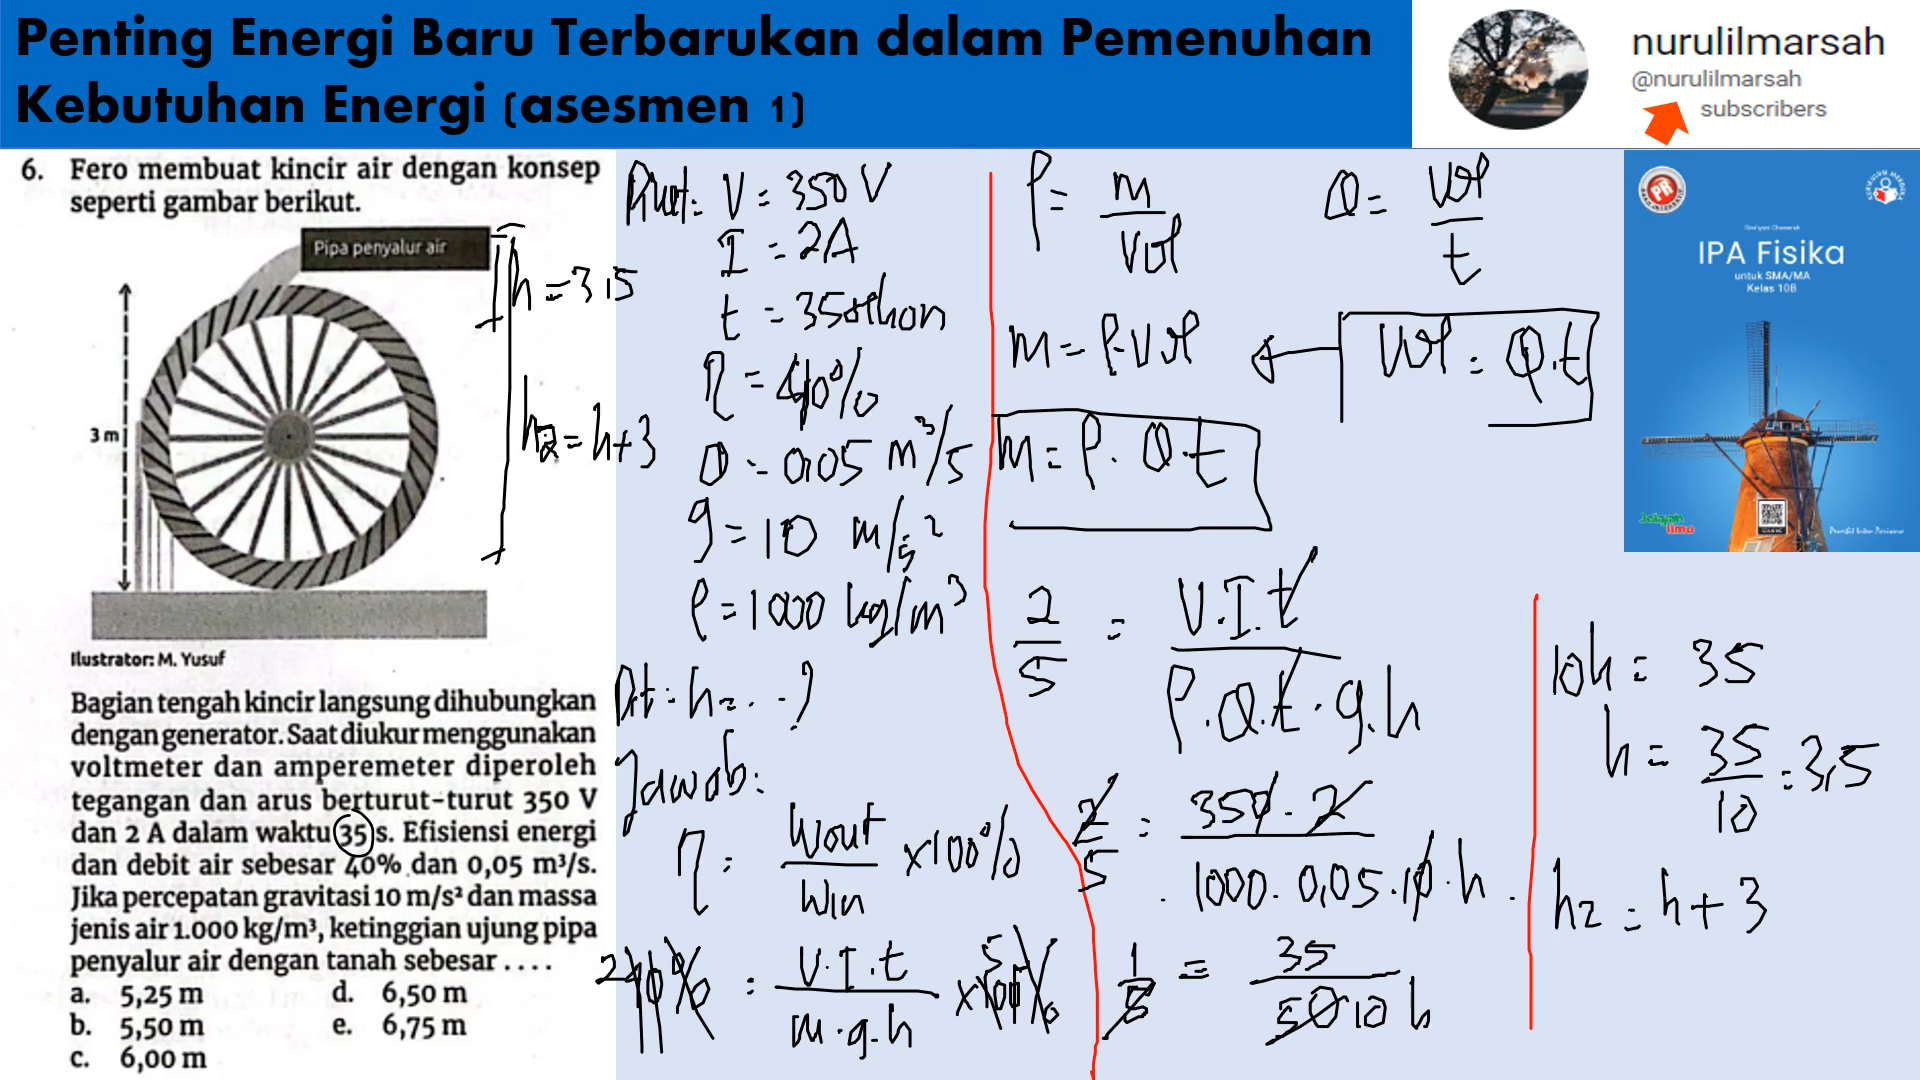 Penting Energi Baru Terbarukan dalam Pemenuhan
Kebutuhan Energi (asesmen 1)
nurulilmarsah
@nurulilmarsah
subscribers
6. Fero membuat kincir air dengan konsep
seperti gambar berikut.
Pipa penyalur air
3 m
h = 3,5
h2 = h+3
Ilustrator: M. Yusuf
Bagian tengah kincir langsung dihubungkan
dengan generator. Saat diukur menggunakan
voltmeter dan amperemeter diperoleh
tegangan dan arus berturut-turut 350 V
dan 2 A dalam waktu 35 s. Efisiensi energi
dan debit air sebesar 40% dan 0,05 m³/s.
Jika percepatan gravitasi 10 m/s² dan massa
jenis air 1.000 kg/m³, ketinggian ujung pipa
penyalur air dengan tanah sebesar . . . .
a. 5,25 m
b. 5,50 m
c. 6,00 m
d. 6,50 m
e. 6,75 m
V = 350 V
I = 2A
η = 40%
Q = 0,05 m³/s
g = 10 m/s²
ρ = 1000 kg/m³
Dit: h2 = . . ?
Jawab:
η = Wout/Win x100%
40% = V.I.t/m.g.h x100%
ρ = m/Vol
Q = Vol/t
m = ρ.Vol
Vol = Q.t
m = ρ.Q.t
2/5 = V.I.t/ρ.Q.t.g.h
2/5 = 350.2/1000.0,05.10.h
1/5 = 35/50 10 h
10h = 35
h = 35/10 = 3,5
h2 = h+3
PR
IPA Fisika
untuk SMA/MA
Kelas 10B
Jelajah
Ilmu